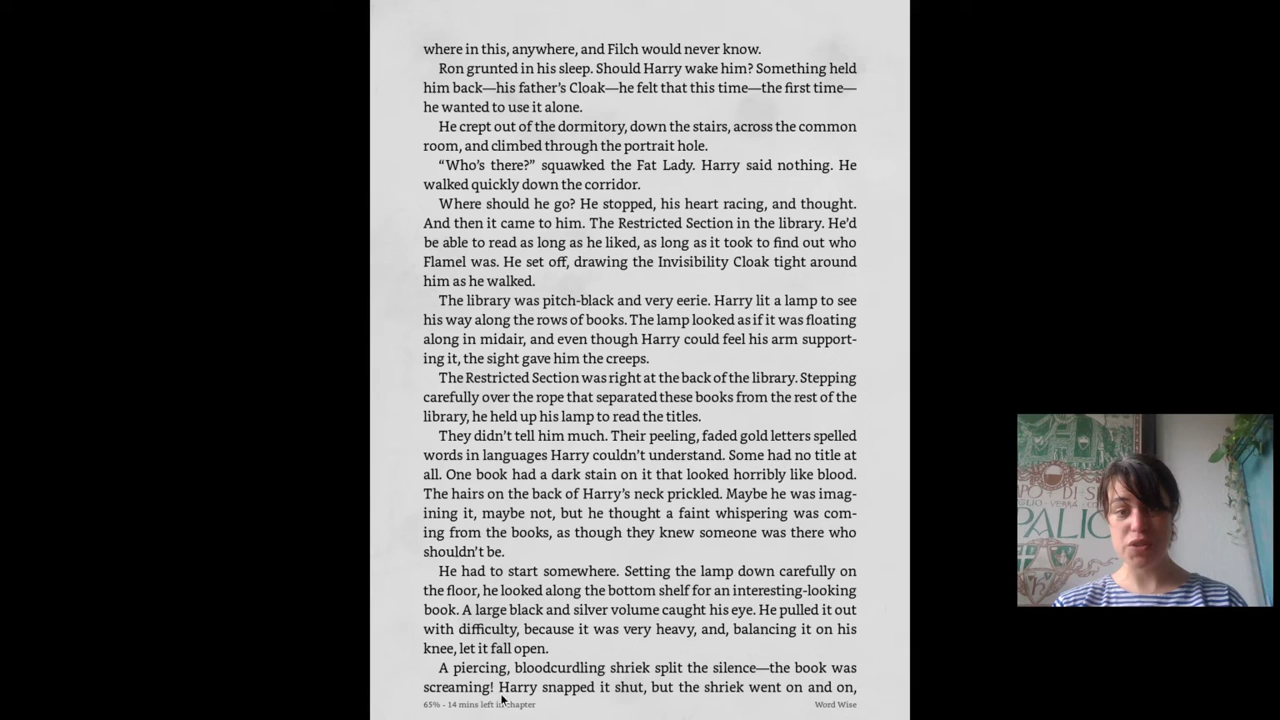 where in this, anywhere, and Filch would never know.
Ron grunted in his sleep. Should Harry wake him? Something held
him back—his father's Cloak—he felt that this time—the first time—
he wanted to use it alone.
He crept out of the dormitory, down the stairs, across the common
room, and climbed through the portrait hole.
“Who's there?” squawked the Fat Lady. Harry said nothing. He
walked quickly down the corridor.
Where should he go? He stopped, his heart racing, and thought.
And then it came to him. The Restricted Section in the library. He'd
be able to read as long as he liked, as long as it took to find out who
Flamel was. He set off, drawing the Invisibility Cloak tight around
him as he walked.
The library was pitch-black and very eerie. Harry lit a lamp to see
his way along the rows of books. The lamp looked as if it was floating
along in midair, and even though Harry could feel his arm support-
ing it, the sight gave him the creeps.
The Restricted Section was right at the back of the library. Stepping
carefully over the rope that separated these books from the rest of the
library, he held up his lamp to read the titles.
They didn't tell him much. Their peeling, faded gold letters spelled
words in languages Harry couldn't understand. Some had no title at
all. One book had a dark stain on it that looked horribly like blood.
The hairs on the back of Harry's neck prickled. Maybe he was imag-
ining it, maybe not, but he thought a faint whispering was com-
ing from the books, as though they knew someone was there who
shouldn't be.
He had to start somewhere. Setting the lamp down carefully on
the floor, he looked along the bottom shelf for an interesting-looking
book. A large black and silver volume caught his eye. He pulled it out
with difficulty, because it was very heavy, and, balancing it on his
knee, let it fall open.
A piercing, bloodcurdling shriek split the silence—the book was
screaming! Harry snapped it shut, but the shriek went on and on,
65% - 14 mins left in chapter
Word Wise
PALIO